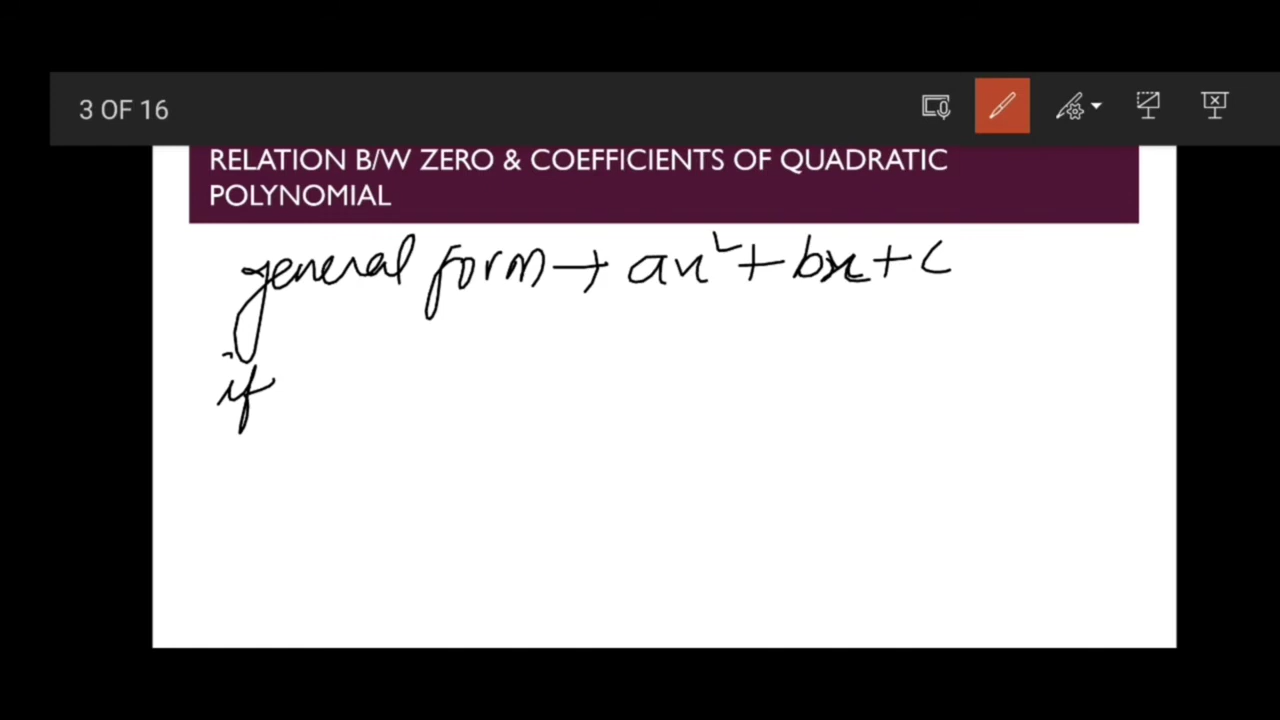 3 OF 16
RELATION B/W ZERO & COEFFICIENTS OF QUADRATIC
POLYNOMIAL
general form → ax² + bx + c
if